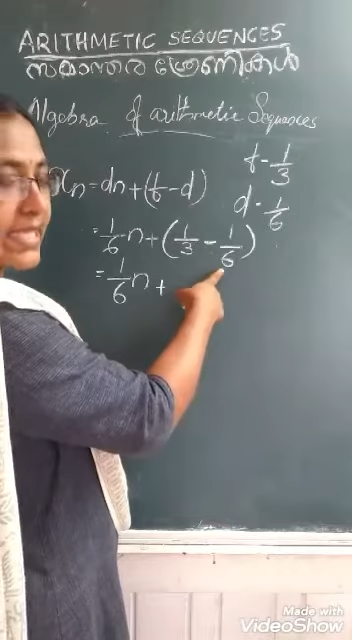 ARITHMETIC SEQUENCES
സമാന്തര ശ്രേണികൾ
Algebra of arithmetic Sequences
f - 1/3
xn = dn + (f - d)
d - 1/6
= 1/6 n + (1/3 - 1/6)
= 1/6 n +
Made with
VideoShow